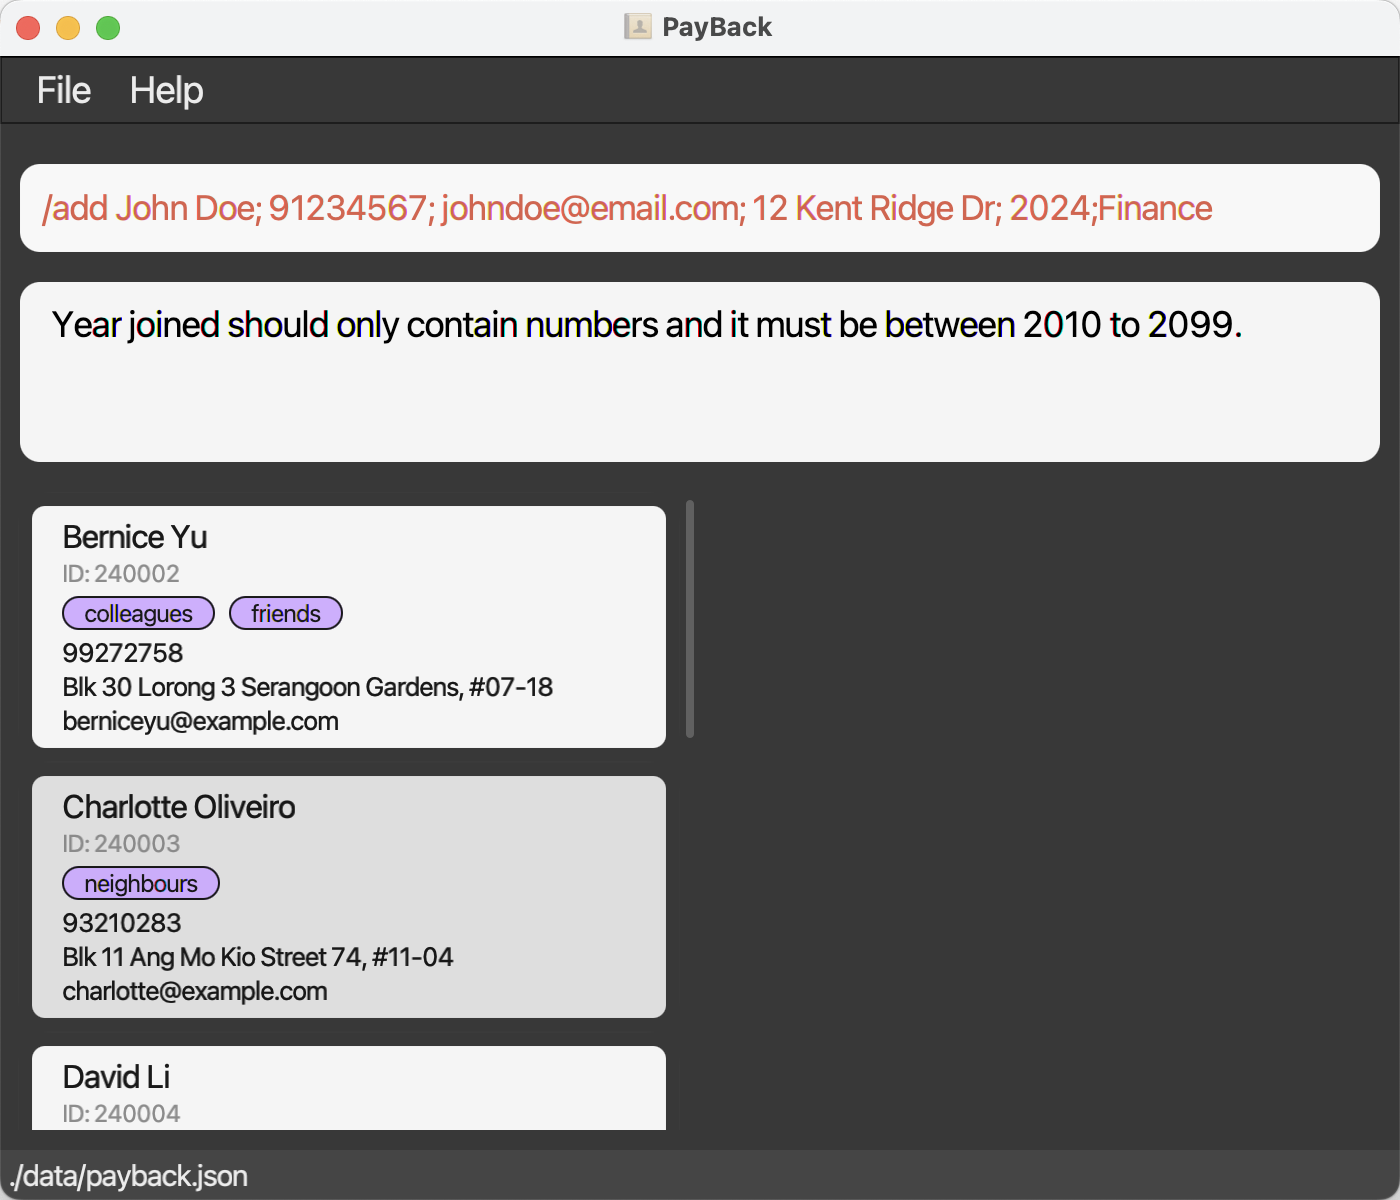 PayBack
File Help
/add John Doe; 91234567; johndoe@email.com; 12 Kent Ridge Dr; 2024;Finance
Year joined should only contain numbers and it must be between 2010 to 2099.
Bernice Yu
ID: 240002
colleagues friends
99272758
Blk 30 Lorong 3 Serangoon Gardens, #07-18
berniceyu@example.com
Charlotte Oliveiro
ID: 240003
neighbours
93210283
Blk 11 Ang Mo Kio Street 74, #11-04
charlotte@example.com
David Li
ID: 240004
./data/payback.json